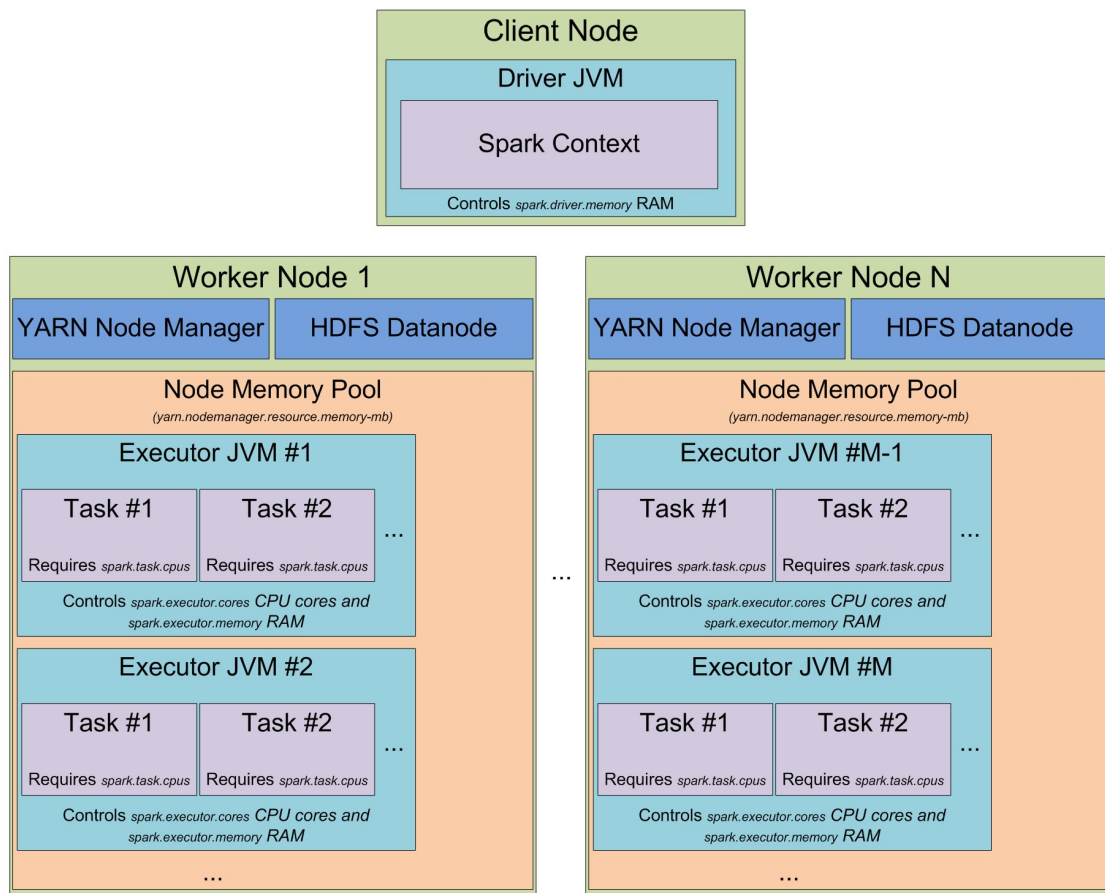 Client Node
Driver JVM
Spark Context
Controls spark.driver.memory RAM
Worker Node 1
YARN Node Manager
HDFS Datanode
Node Memory Pool
(yarn.nodemanager.resource.memory-mb)
Executor JVM #1
Task #1
Requires spark.task.cpus
Task #2
Requires spark.task.cpus
...
Controls spark.executor.cores CPU cores and
spark.executor.memory RAM
Executor JVM #2
Task #1
Requires spark.task.cpus
Task #2
Requires spark.task.cpus
...
Controls spark.executor.cores CPU cores and
spark.executor.memory RAM
...
...
Worker Node N
YARN Node Manager
HDFS Datanode
Node Memory Pool
(yarn.nodemanager.resource.memory-mb)
Executor JVM #M-1
Task #1
Requires spark.task.cpus
Task #2
Requires spark.task.cpus
...
Controls spark.executor.cores CPU cores and
spark.executor.memory RAM
Executor JVM #M
Task #1
Requires spark.task.cpus
Task #2
Requires spark.task.cpus
...
Controls spark.executor.cores CPU cores and
spark.executor.memory RAM
...